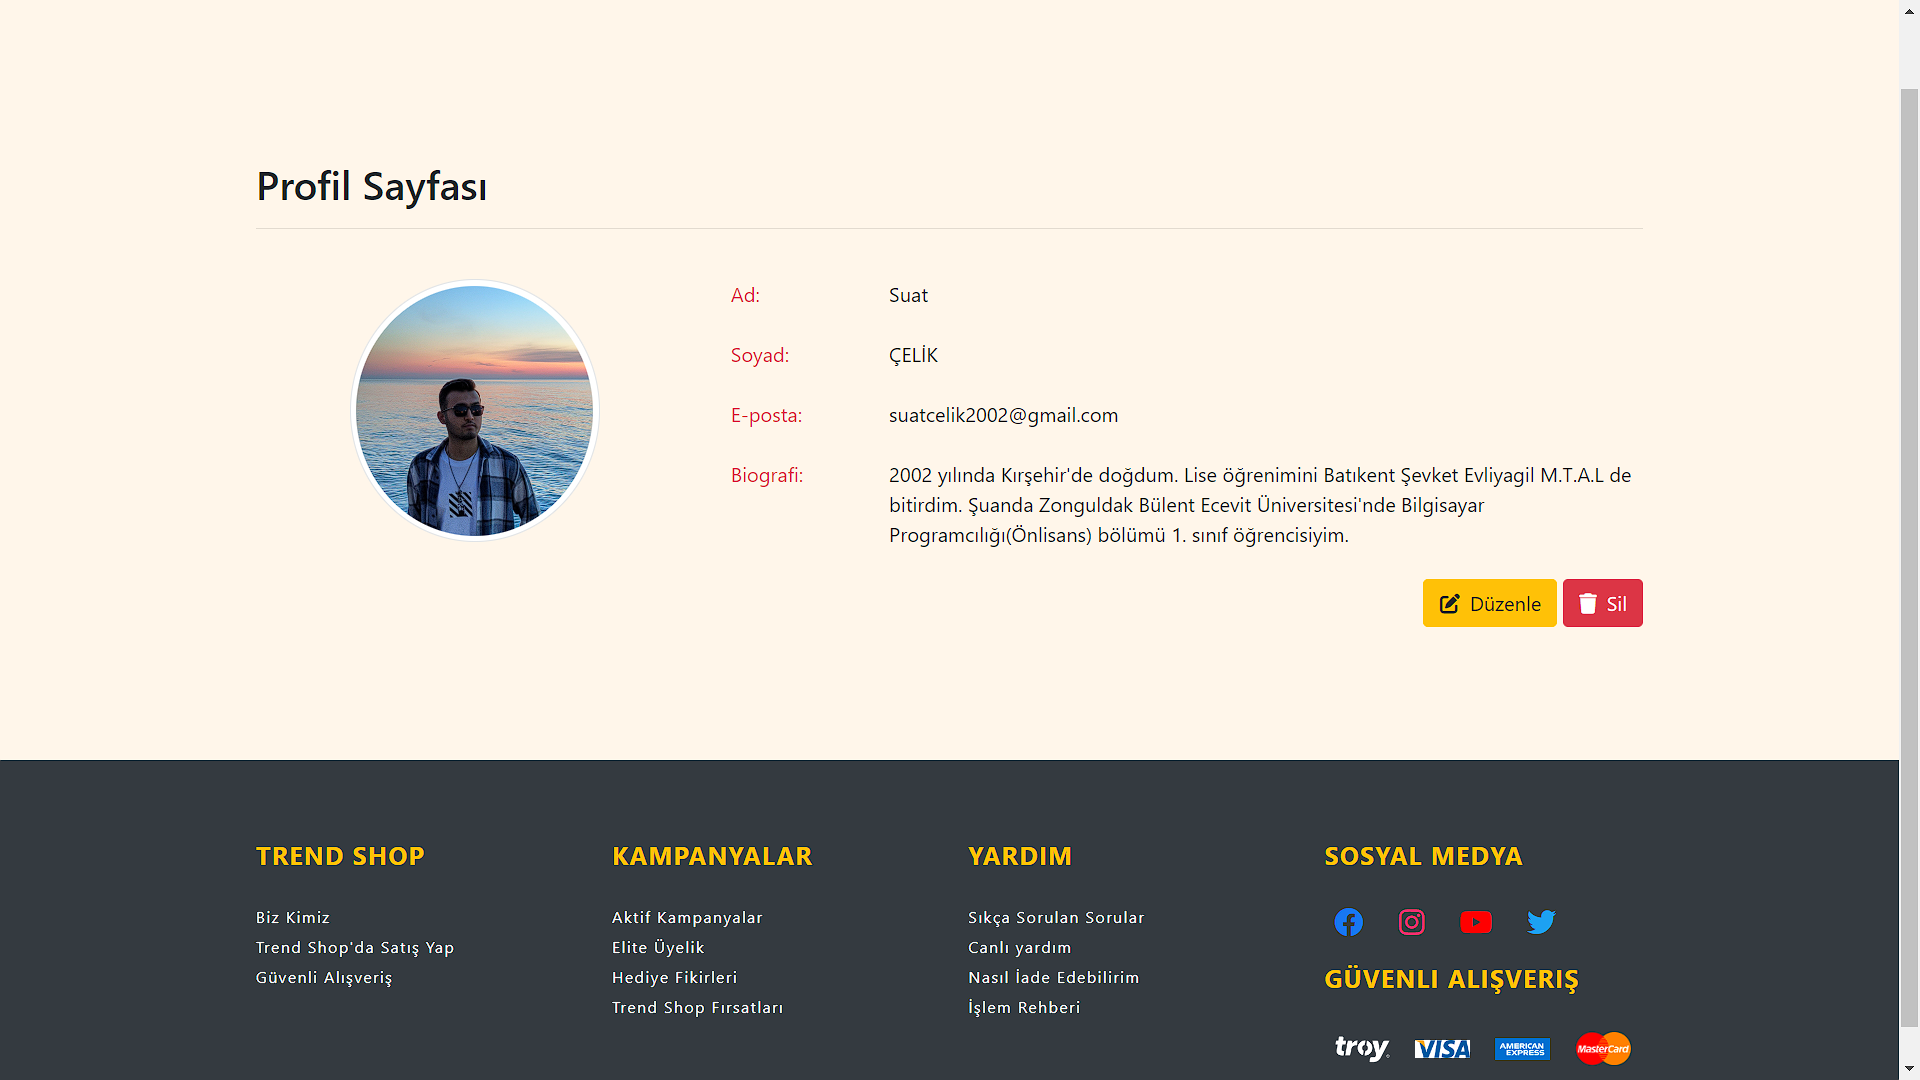 Profil Sayfası
Ad:
Suat
Soyad:
ÇELİK
E-posta:
suatcelik2002@gmail.com
Biografi:
2002 yılında Kırşehir'de doğdum. Lise öğrenimini Batıkent Şevket Evliyagil M.T.A.L de
bitirdim. Şuanda Zonguldak Bülent Ecevit Üniversitesi'nde Bilgisayar
Programcılığı(Önlisans) bölümü 1. sınıf öğrencisiyim.
Düzenle
Sil
TREND SHOP
Biz Kimiz
Trend Shop'da Satış Yap
Güvenli Alışveriş
KAMPANYALAR
Aktif Kampanyalar
Elite Üyelik
Hediye Fikirleri
Trend Shop Fırsatları
YARDIM
Sıkça Sorulan Sorular
Canlı yardım
Nasıl İade Edebilirim
İşlem Rehberi
SOSYAL MEDYA
GÜVENLI ALIŞVERIŞ
troy
VISA
AMERICAN
EXPRESS
MasterCard